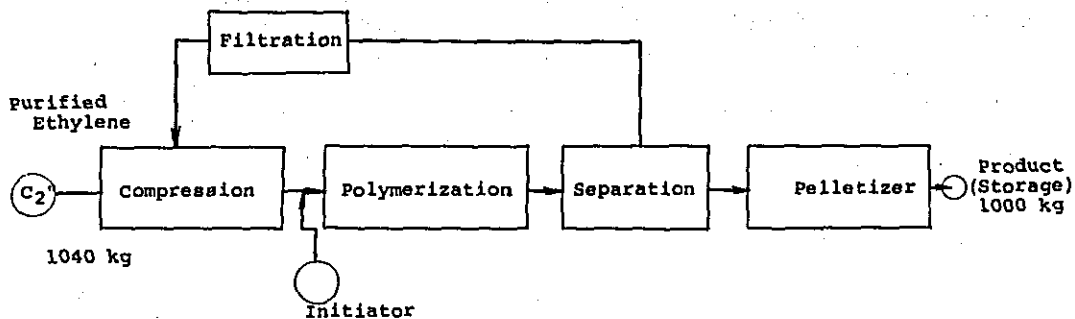 Filtration
Purified
Ethylene
C2"
Compression
Polymerization
Separation
Pelletizer
Product
(Storage)
1000 kg
1040 kg
Initiator